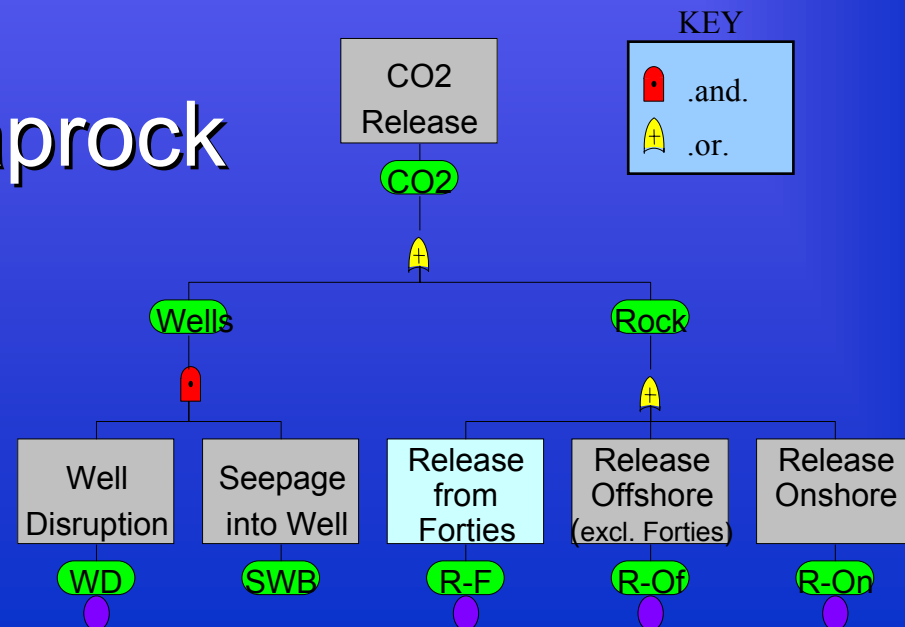 KEY
.and.
.or.
CO2
Release
CO2
Wells
Rock
Well
Disruption
Seepage
into Well
Release
from
Forties
Release
Offshore
(excl. Forties)
Release
Onshore
WD
SWB
R-F
R-Of
R-On